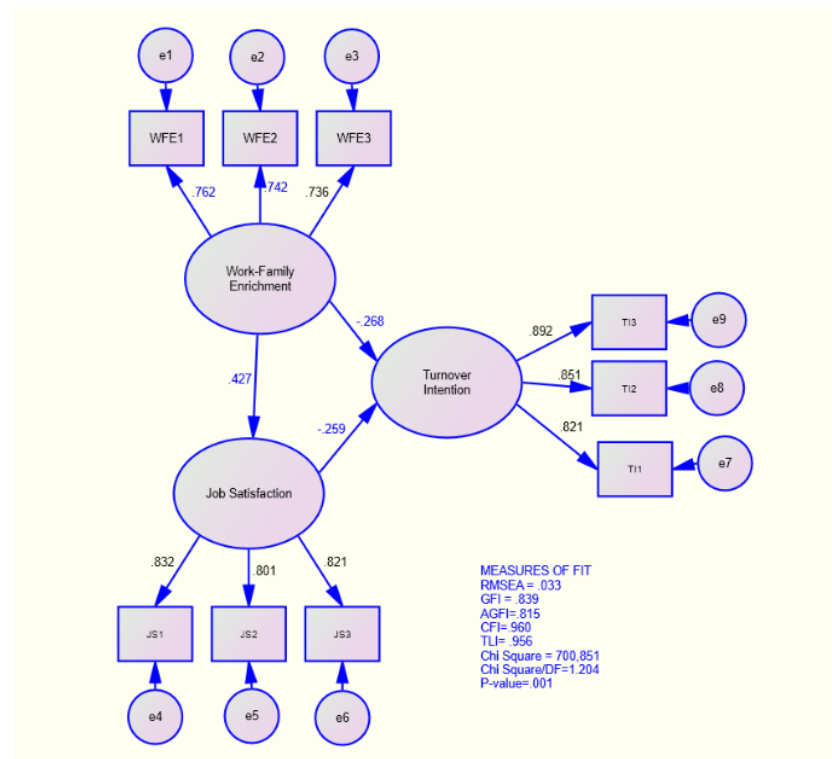 e1
e2
e3
WFE1
WFE2
WFE3
.762
.742
.736
Work-Family
Enrichment
-.268
.427
Turnover
Intention
.892
.851
.821
TI3
TI2
TI1
e9
e8
e7
-.259
Job Satisfaction
.832
.801
.821
JS1
JS2
JS3
e4
e5
e6
MEASURES OF FIT
RMSEA = .033
GFI = .839
AGFI=.815
CFI=.960
TLI= .956
Chi Square = 700,851
Chi Square/DF=1.204
P-value=.001